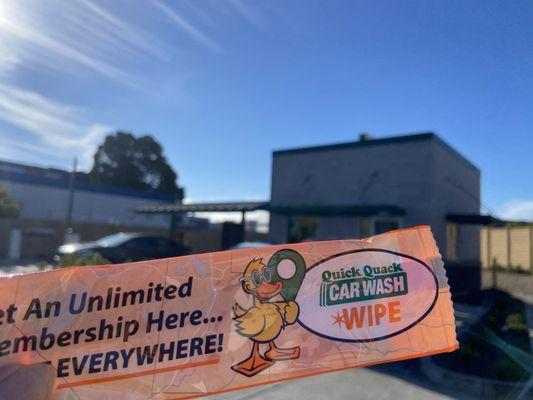 et An Unlimited
embership Here...
EVERYWHERE!
Quick Quack
CAR WASH
*WIPE